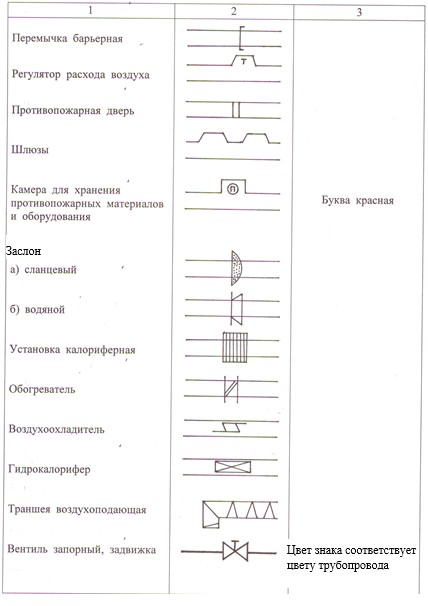 1 2 3
Перемычка барьерная
т
Регулятор расхода воздуха
Противопожарная дверь
Шлюзы
Камера для хранения
противопожарных материалов
и оборудования
п
Буква красная
Заслон
а) сланцевый
б) водяной
Установка калориферная
Обогреватель
Воздухоохладитель
Гидрокалорифер
Траншея воздухоподающая
Вентиль запорный, задвижка
Цвет знака соответствует
цвету трубопровода